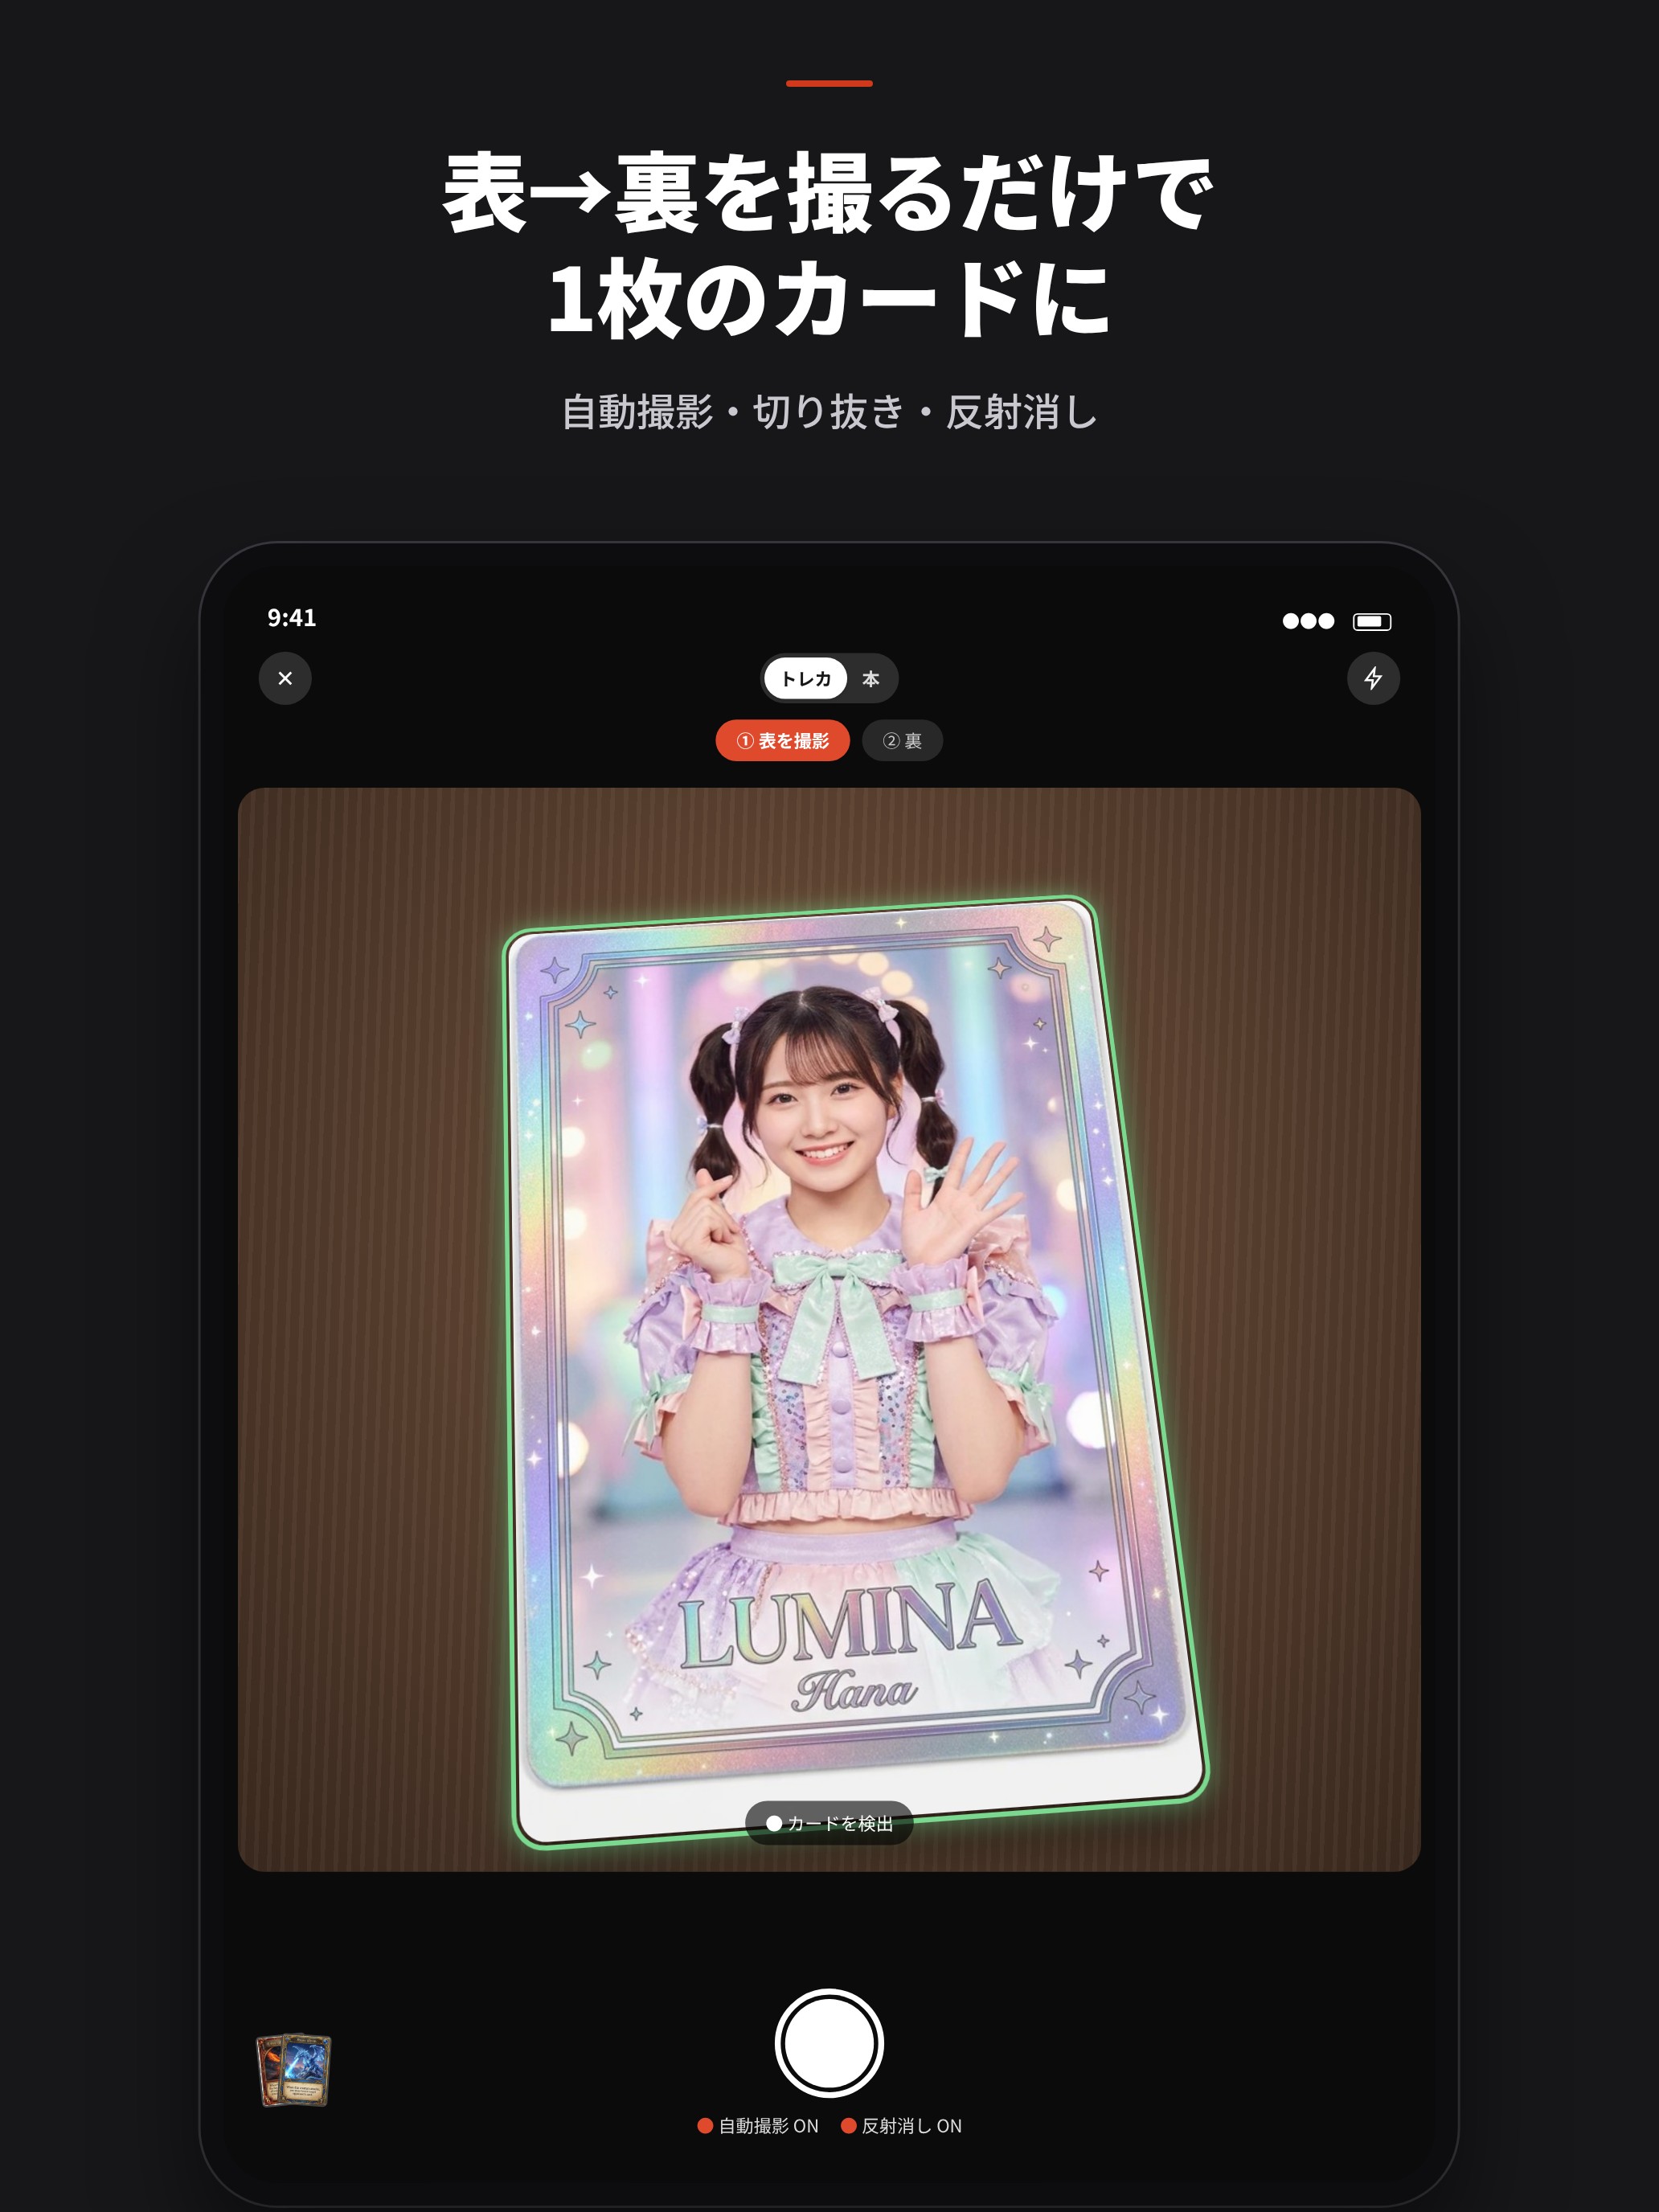 表→裏を撮るだけで
1枚のカードに
自動撮影・切り抜き・反射消し
9:41
トレカ 本
① 表を撮影 ② 裏
LUMINA
Hana
カードを検出
自動撮影 ON 反射消し ON